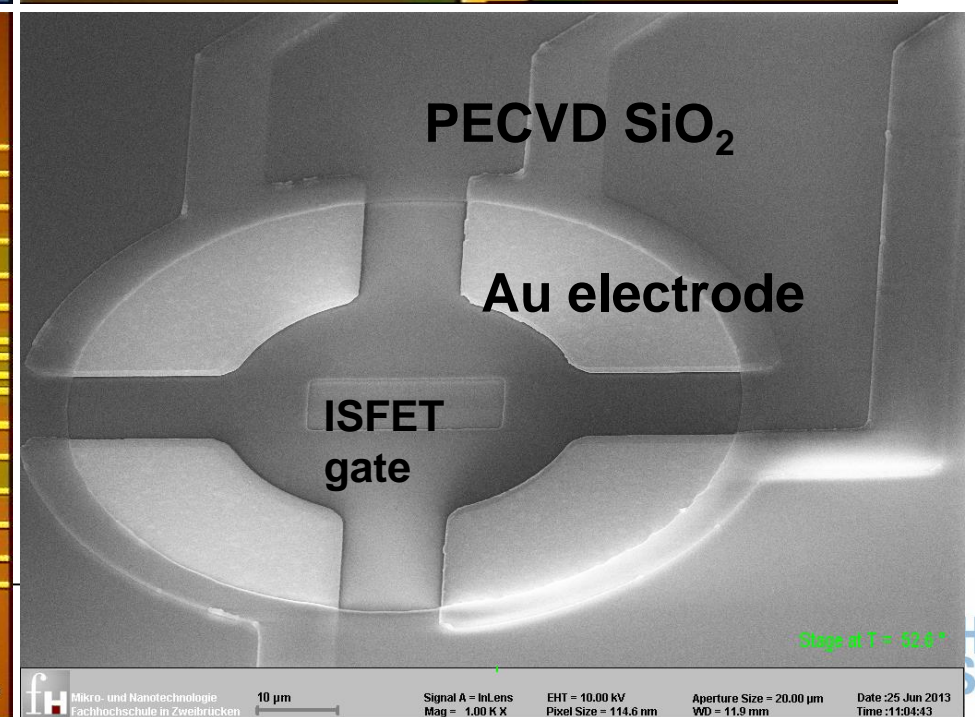 PECVD SiO₂
Au electrode
ISFET
gate
Stage at T = 52.6 °
Mikro- und Nanotechnologie
Fachhochschule in Zweibrücken
10 µm
Signal A = InLens
Mag = 1.00 K X
EHT = 10.00 kV
Pixel Size = 114.6 nm
WD = 11.9 mm
Aperture Size = 20.00 µm
Date :25 Jun 2013
Time :11:04:43